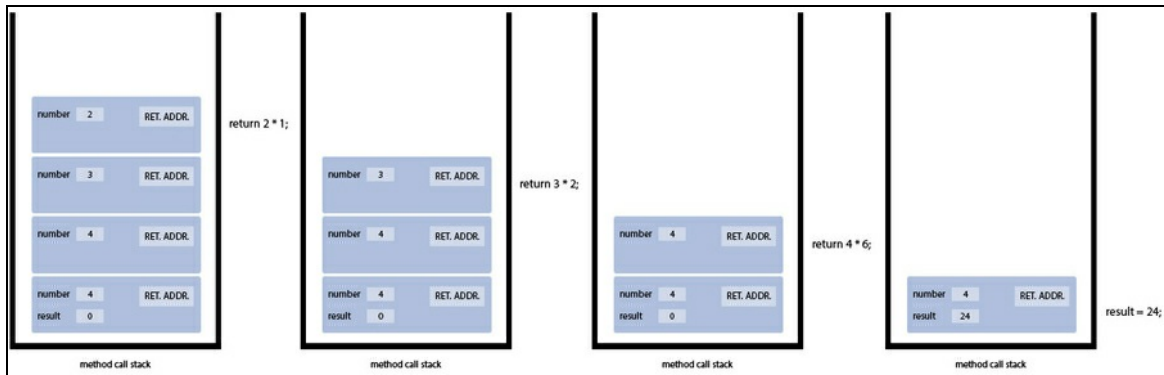 number 2 RET. ADDR.
return 2 * 1;
number 3 RET. ADDR.
number 4 RET. ADDR.
number 4 RET. ADDR.
result 0
method call stack
number 3 RET. ADDR.
return 3 * 2;
number 4 RET. ADDR.
number 4 RET. ADDR.
result 0
method call stack
number 4 RET. ADDR.
return 4 * 6;
number 4 RET. ADDR.
result 0
method call stack
number 4 RET. ADDR.
result 24
result = 24;
method call stack